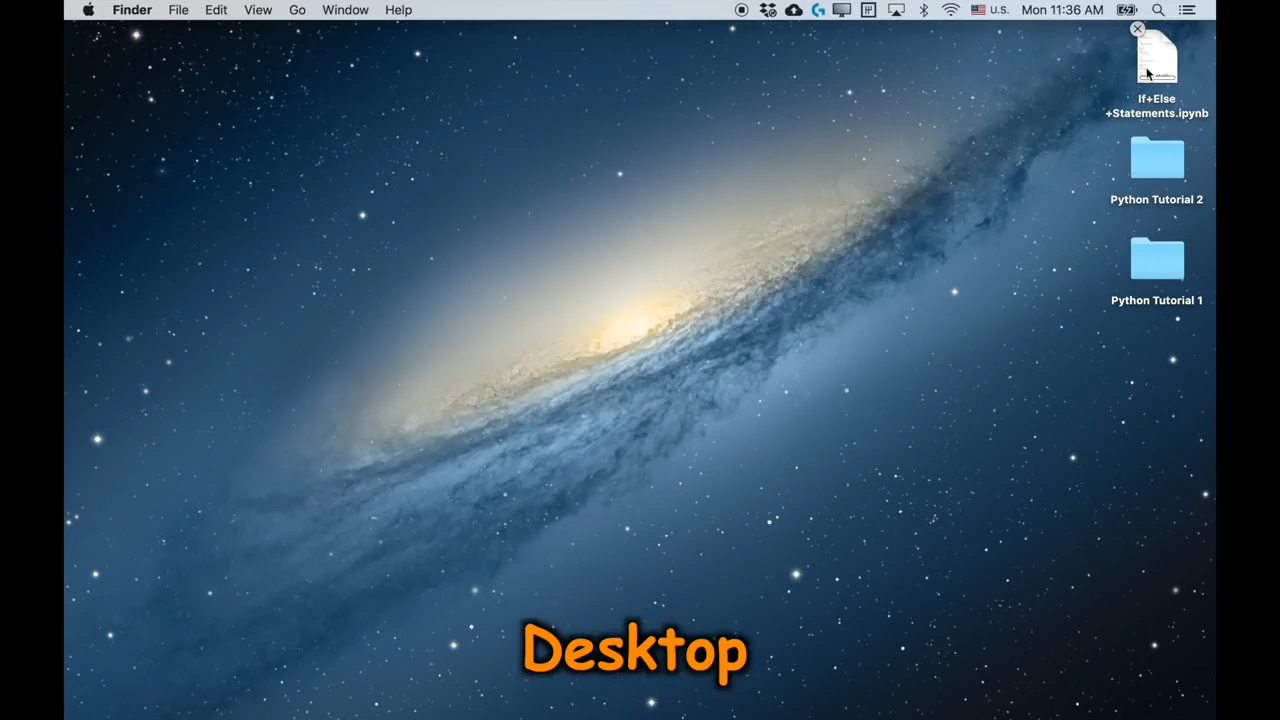 Finder File Edit View Go Window Help U.S. Mon 11:36 AM
If+Else
+Statements.ipynb
Python Tutorial 2
Python Tutorial 1
Desktop